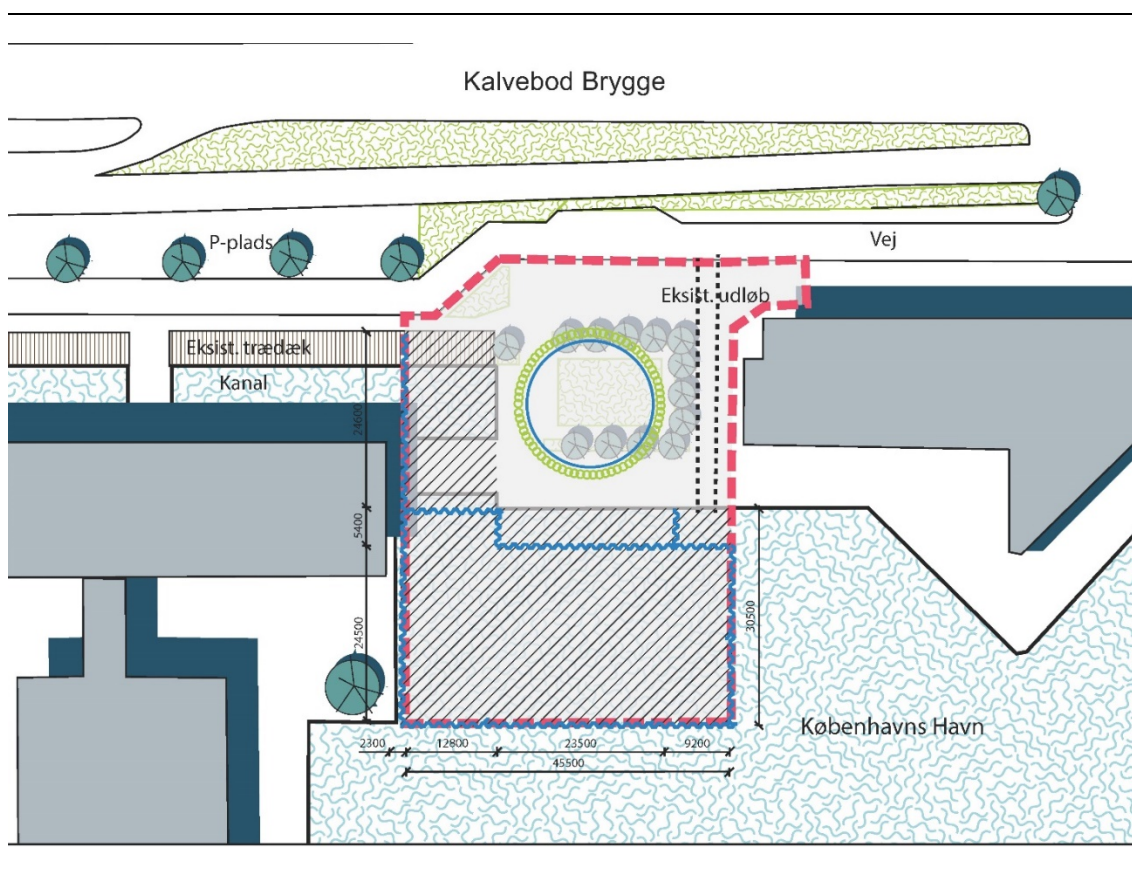 Kalvebod Brygge
P-plads
Vej
Eksist. udløb
Eksist. trædæk
Kanal
24600
5400
24500
30500
Københavns Havn
2300
12800
23500
9200
45500